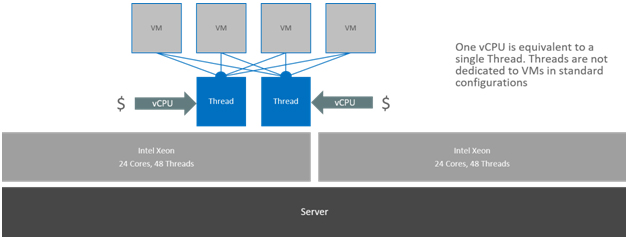 VM
VM
VM
VM
One vCPU is equivalent to a
single Thread. Threads are not
dedicated to VMs in standard
configurations
$
vCPU
Thread
Thread
vCPU
$
Intel Xeon
24 Cores, 48 Threads
Intel Xeon
24 Cores, 48 Threads
Server